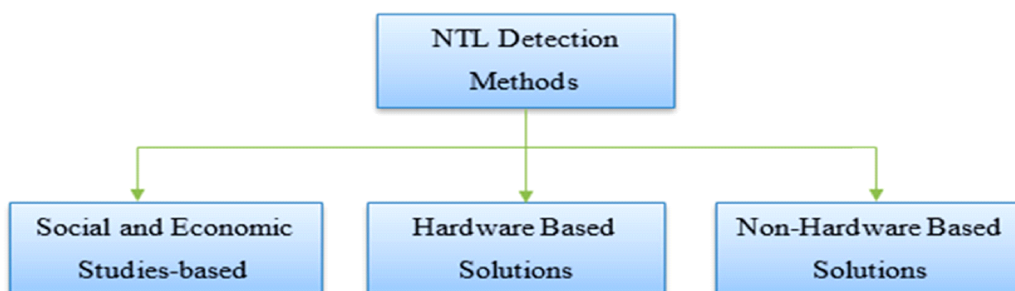 NTL Detection
Methods
Social and Economic
Studies-based
Hardware Based
Solutions
Non-Hardware Based
Solutions